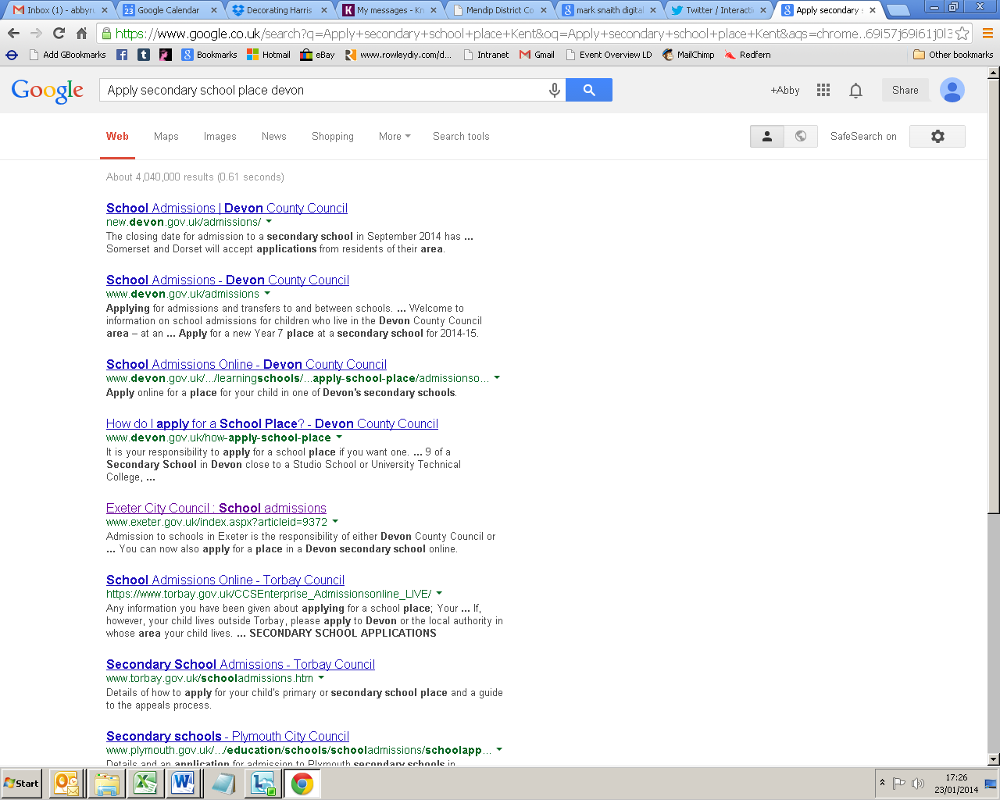 Inbox (1) - abbyru
Google Calendar
Decorating Harris
My messages - Kn
Mendip District Co
mark snaith digital
Twitter / Interacti
Apply secondary s
https://www.google.co.uk/search?q=Apply+secondary+school+place+Kent&oq=Apply+secondary+school+place+Kent&aqs=chrome..69i57j69i61j0l3
Add GBookmarks
Bookmarks
Hotmail
eBay
www.rowleydiy.com/d...
Intranet
Gmail
Event Overview LD
MailChimp
Redfern
Other bookmarks
Google
Apply secondary school place devon
+Abby
Share
Web Maps Images News Shopping More Search tools
SafeSearch on
About 4,040,000 results (0.61 seconds)
School Admissions | Devon County Council
new.devon.gov.uk/admissions/
The closing date for admission to a secondary school in September 2014 has ...
Somerset and Dorset will accept applications from residents of their area.
School Admissions - Devon County Council
www.devon.gov.uk/admissions
Applying for admissions and transfers to and between schools. ... Welcome to
information on school admissions for children who live in the Devon County Council
area – at an ... Apply for a new Year 7 place at a secondary school for 2014-15.
School Admissions Online - Devon County Council
www.devon.gov.uk/.../learningschools/...apply-school-place/admissionso...
Apply online for a place for your child in one of Devon's secondary schools.
How do I apply for a School Place? - Devon County Council
www.devon.gov.uk/how-apply-school-place
It is your responsibility to apply for a school place if you want one. ... 9 of a
Secondary School in Devon close to a Studio School or University Technical
College, ...
Exeter City Council : School admissions
www.exeter.gov.uk/index.aspx?articleid=9372
Admission to schools in Exeter is the responsibility of either Devon County Council or
... You can now also apply for a place in a Devon secondary school online.
School Admissions Online - Torbay Council
https://www.torbay.gov.uk/CCSEnterprise_Admissionsonline_LIVE/
Any information you have been given about applying for a school place; Your ... If,
however, your child lives outside Torbay, please apply to Devon or the local authority in
whose area your child lives. ... SECONDARY SCHOOL APPLICATIONS
Secondary School Admissions - Torbay Council
www.torbay.gov.uk/schooladmissions.htm
Details of how to apply for your child's primary or secondary school place and a guide
to the appeals process.
Secondary schools - Plymouth City Council
www.plymouth.gov.uk/.../education/schools/schooladmissions/schoolapp...
Details and an application for admission to Plymouth secondary schools in
Start
17:26
23/01/2014